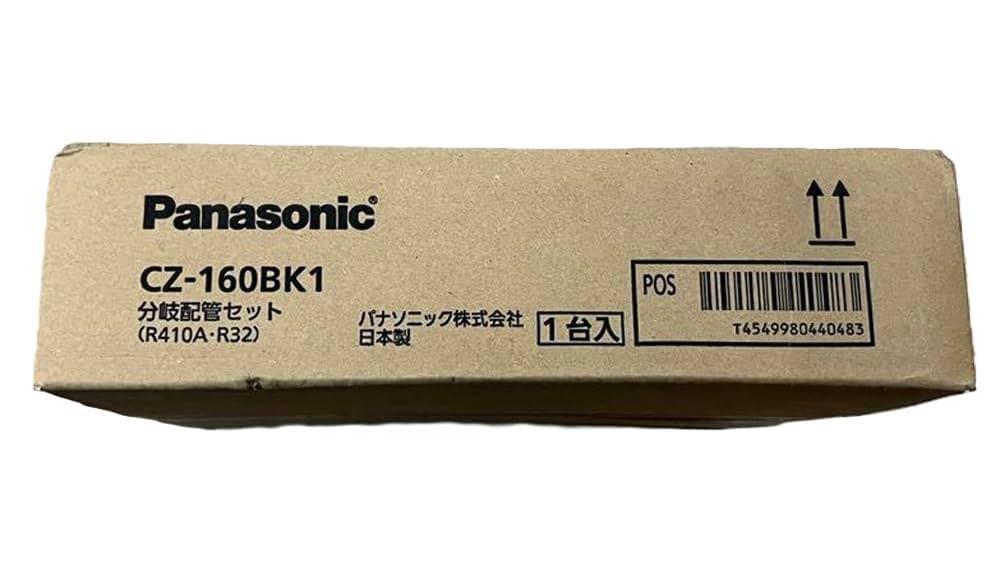 Panasonic®
CZ-160BK1
分岐配管セット
(R410A・R32)
パナソニック株式会社
日本製
1台入
POS
T4549980440483